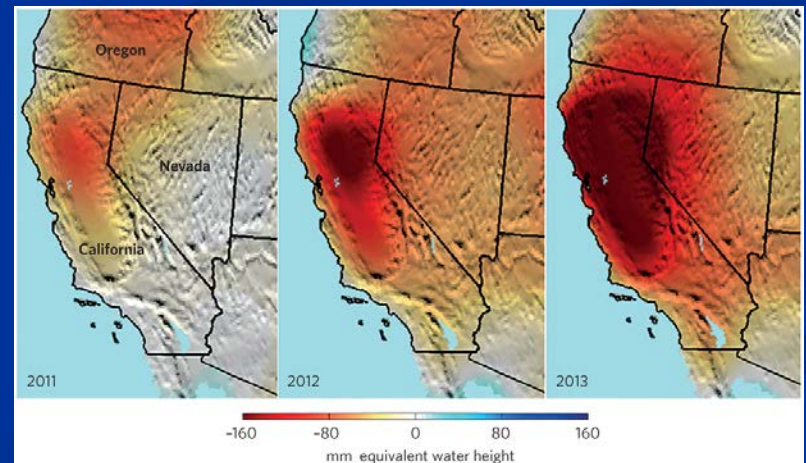 Oregon
Nevada
California
2011
2012
2013
-160
-80
0
80
160
mm equivalent water height